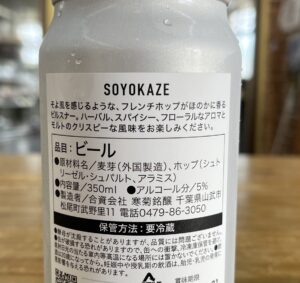 SOYOKAZE
そよ風を感じるような、フレンチホップがほのかに香る
ピルスナー。ハーバル、スパイシー、フローラルなアロマと
モルトのクリスピーな風味をお楽しみください。
品目:ビール
●原材料名/麦芽(外国製造)、ホップ(シュト
リーゼル・シュパルト、アラミス)
●内容量/350ml ●アルコール分/5%
●製造者/合資会社 寒菊銘醸 千葉県山武市
松尾町武野里11 電話0479-86-3050
保管方法:要冷蔵
賞味期限